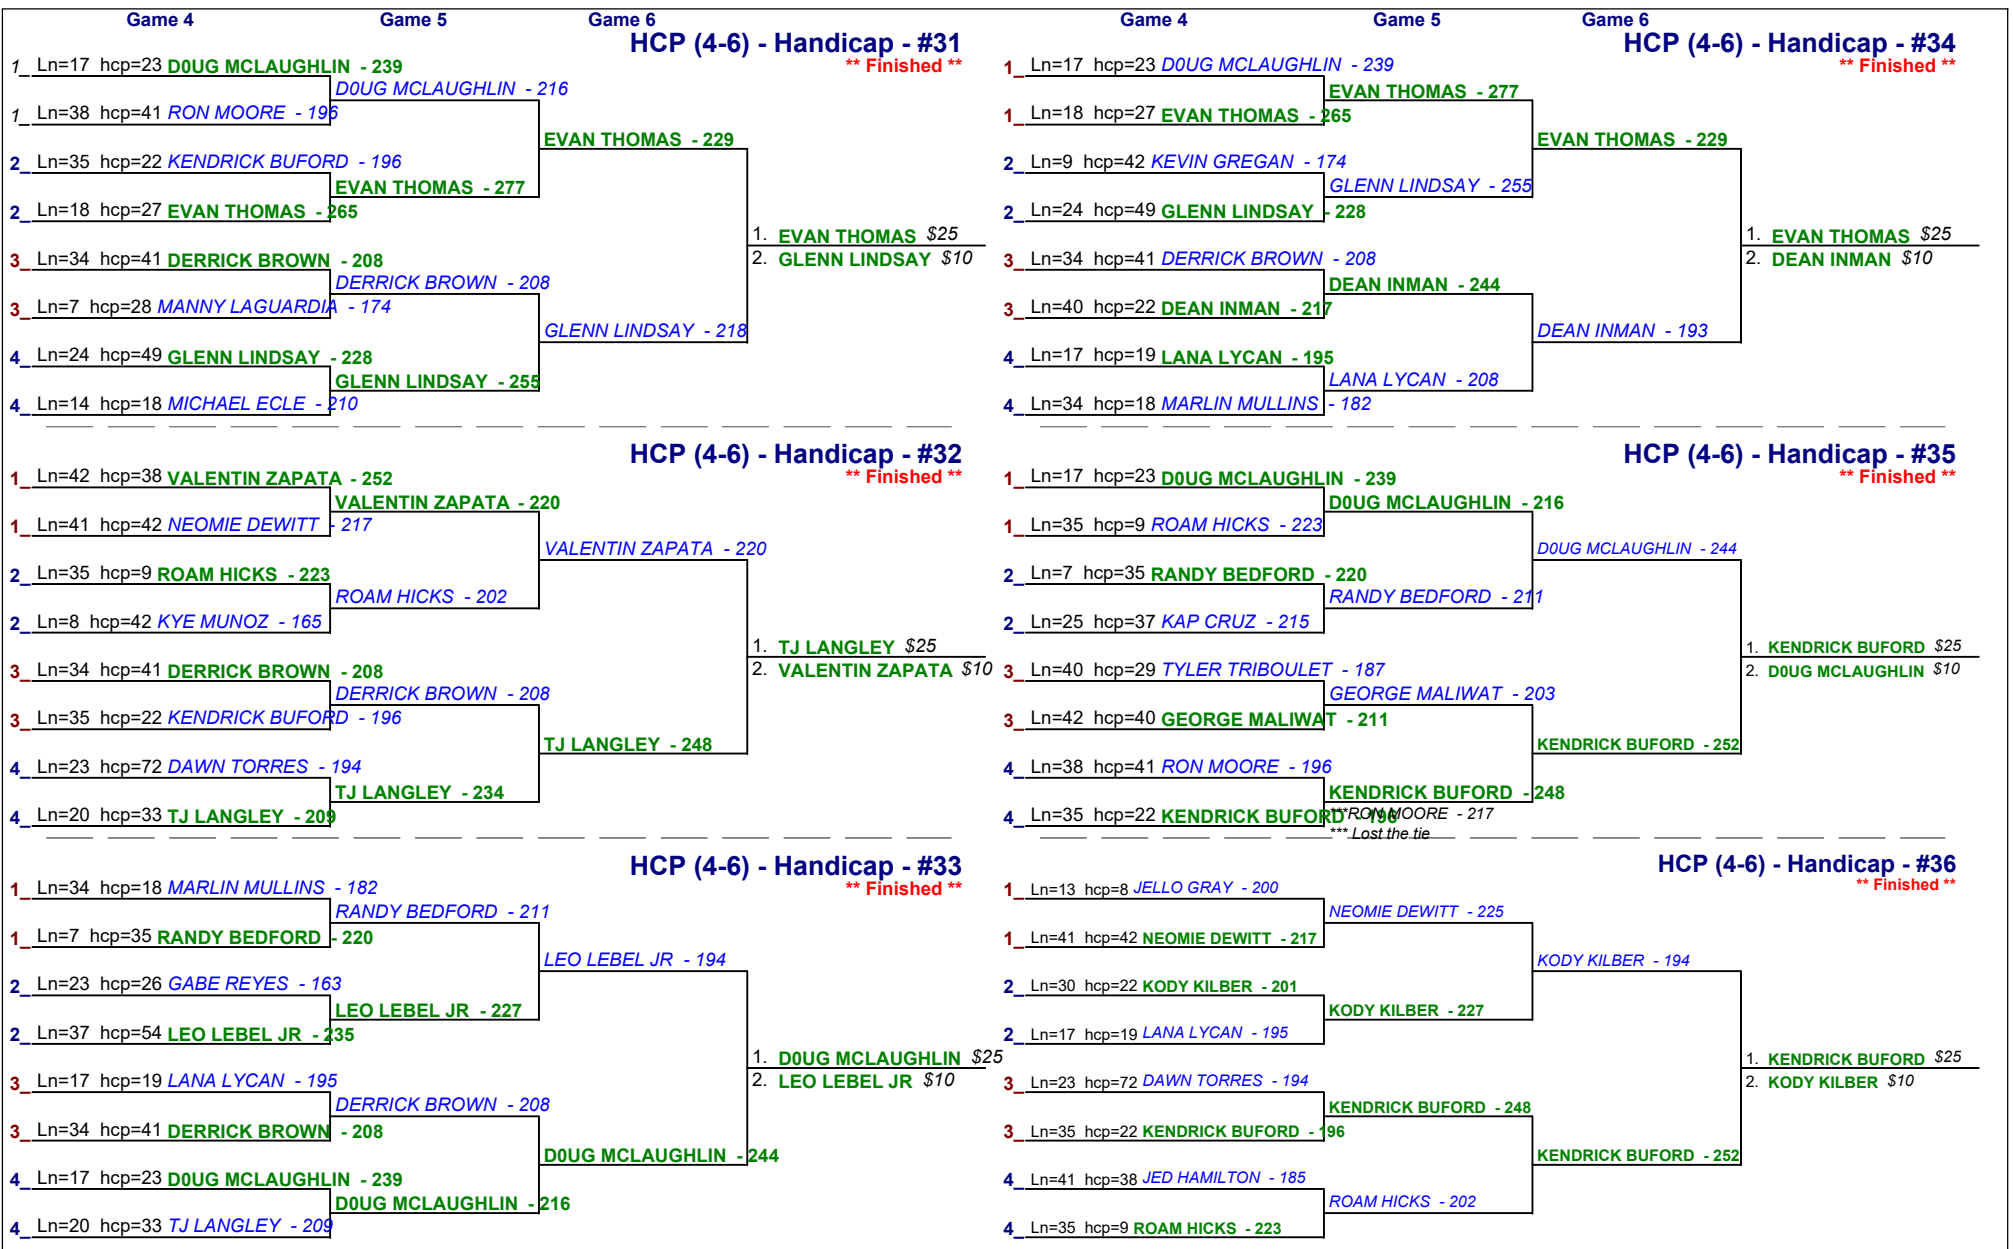 Game 4 Game 5 Game 6
HCP (4-6) - Handicap - #31
** Finished **
1_ Ln=17 hcp=23 D0UG MCLAUGHLIN - 239
D0UG MCLAUGHLIN - 216
1_ Ln=38 hcp=41 RON MOORE - 196
EVAN THOMAS - 229
2_ Ln=35 hcp=22 KENDRICK BUFORD - 196
EVAN THOMAS - 277
2_ Ln=18 hcp=27 EVAN THOMAS - 265
1. EVAN THOMAS $25
2. GLENN LINDSAY $10
3_ Ln=34 hcp=41 DERRICK BROWN - 208
DERRICK BROWN - 208
3_ Ln=7 hcp=28 MANNY LAGUARDIA - 174
GLENN LINDSAY - 218
4_ Ln=24 hcp=49 GLENN LINDSAY - 228
GLENN LINDSAY - 255
4_ Ln=14 hcp=18 MICHAEL ECLE - 210
HCP (4-6) - Handicap - #32
** Finished **
1_ Ln=42 hcp=38 VALENTIN ZAPATA - 252
VALENTIN ZAPATA - 220
1_ Ln=41 hcp=42 NEOMIE DEWITT - 217
VALENTIN ZAPATA - 220
2_ Ln=35 hcp=9 ROAM HICKS - 223
ROAM HICKS - 202
2_ Ln=8 hcp=42 KYE MUNOZ - 165
1. TJ LANGLEY $25
2. VALENTIN ZAPATA $10
3_ Ln=34 hcp=41 DERRICK BROWN - 208
DERRICK BROWN - 208
3_ Ln=35 hcp=22 KENDRICK BUFORD - 196
TJ LANGLEY - 248
4_ Ln=23 hcp=72 DAWN TORRES - 194
TJ LANGLEY - 234
4_ Ln=20 hcp=33 TJ LANGLEY - 209
HCP (4-6) - Handicap - #33
** Finished **
1_ Ln=34 hcp=18 MARLIN MULLINS - 182
RANDY BEDFORD - 211
1_ Ln=7 hcp=35 RANDY BEDFORD - 220
LEO LEBEL JR - 194
2_ Ln=23 hcp=26 GABE REYES - 163
LEO LEBEL JR - 227
2_ Ln=37 hcp=54 LEO LEBEL JR - 235
1. D0UG MCLAUGHLIN $25
2. LEO LEBEL JR $10
3_ Ln=17 hcp=19 LANA LYCAN - 195
DERRICK BROWN - 208
3_ Ln=34 hcp=41 DERRICK BROWN - 208
D0UG MCLAUGHLIN - 244
4_ Ln=17 hcp=23 D0UG MCLAUGHLIN - 239
D0UG MCLAUGHLIN - 216
4_ Ln=20 hcp=33 TJ LANGLEY - 209
Game 4 Game 5 Game 6
HCP (4-6) - Handicap - #34
** Finished **
1_ Ln=17 hcp=23 D0UG MCLAUGHLIN - 239
EVAN THOMAS - 277
1_ Ln=18 hcp=27 EVAN THOMAS - 265
EVAN THOMAS - 229
2_ Ln=9 hcp=42 KEVIN GREGAN - 174
GLENN LINDSAY - 255
2_ Ln=24 hcp=49 GLENN LINDSAY - 228
1. EVAN THOMAS $25
2. DEAN INMAN $10
3_ Ln=34 hcp=41 DERRICK BROWN - 208
DEAN INMAN - 244
3_ Ln=40 hcp=22 DEAN INMAN - 217
DEAN INMAN - 193
4_ Ln=17 hcp=19 LANA LYCAN - 195
LANA LYCAN - 208
4_ Ln=34 hcp=18 MARLIN MULLINS - 182
HCP (4-6) - Handicap - #35
** Finished **
1_ Ln=17 hcp=23 D0UG MCLAUGHLIN - 239
D0UG MCLAUGHLIN - 216
1_ Ln=35 hcp=9 ROAM HICKS - 223
D0UG MCLAUGHLIN - 244
2_ Ln=7 hcp=35 RANDY BEDFORD - 220
RANDY BEDFORD - 211
2_ Ln=25 hcp=37 KAP CRUZ - 215
1. KENDRICK BUFORD $25
2. D0UG MCLAUGHLIN $10
3_ Ln=40 hcp=29 TYLER TRIBOULET - 187
GEORGE MALIWAT - 203
3_ Ln=42 hcp=40 GEORGE MALIWAT - 211
KENDRICK BUFORD - 252
4_ Ln=38 hcp=41 RON MOORE - 196
KENDRICK BUFORD - 248
4_ Ln=35 hcp=22 KENDRICK BUFORD - 196
***RON MOORE - 217
*** Lost the tie
HCP (4-6) - Handicap - #36
** Finished **
1_ Ln=13 hcp=8 JELLO GRAY - 200
NEOMIE DEWITT - 225
1_ Ln=41 hcp=42 NEOMIE DEWITT - 217
KODY KILBER - 194
2_ Ln=30 hcp=22 KODY KILBER - 201
KODY KILBER - 227
2_ Ln=17 hcp=19 LANA LYCAN - 195
1. KENDRICK BUFORD $25
2. KODY KILBER $10
3_ Ln=23 hcp=72 DAWN TORRES - 194
KENDRICK BUFORD - 248
3_ Ln=35 hcp=22 KENDRICK BUFORD - 196
KENDRICK BUFORD - 252
4_ Ln=41 hcp=38 JED HAMILTON - 185
ROAM HICKS - 202
4_ Ln=35 hcp=9 ROAM HICKS - 223